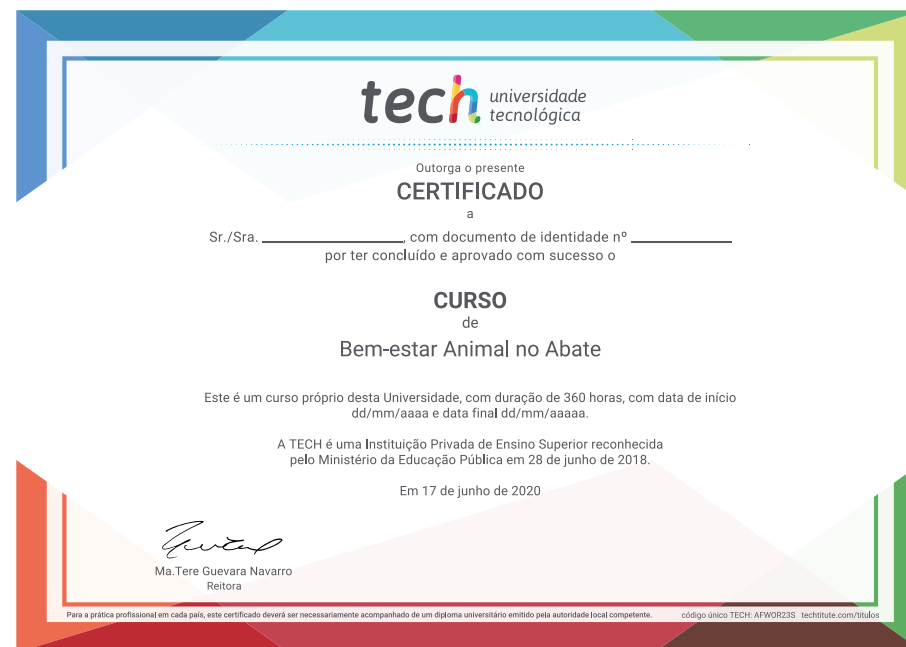 tech universidade
tecnológica
Outorga o presente
CERTIFICADO
a
Sr./Sra. ____________, com documento de identidade nº ____________
por ter concluído e aprovado com sucesso o
CURSO
de
Bem-estar Animal no Abate
Este é um curso próprio desta Universidade, com duração de 360 horas, com data de início
dd/mm/aaaa e data final dd/mm/aaaaa.
A TECH é uma Instituição Privada de Ensino Superior reconhecida
pelo Ministério da Educação Pública em 28 de junho de 2018.
Em 17 de junho de 2020
Ma.Tere Guevara Navarro
Reitora
Para a prática profissional em cada país, este certificado deverá ser necessariamente acompanhado de um diploma universitário emitido pela autoridade local competente. código único TECH: AFWOR23S techtitute.com/títulos